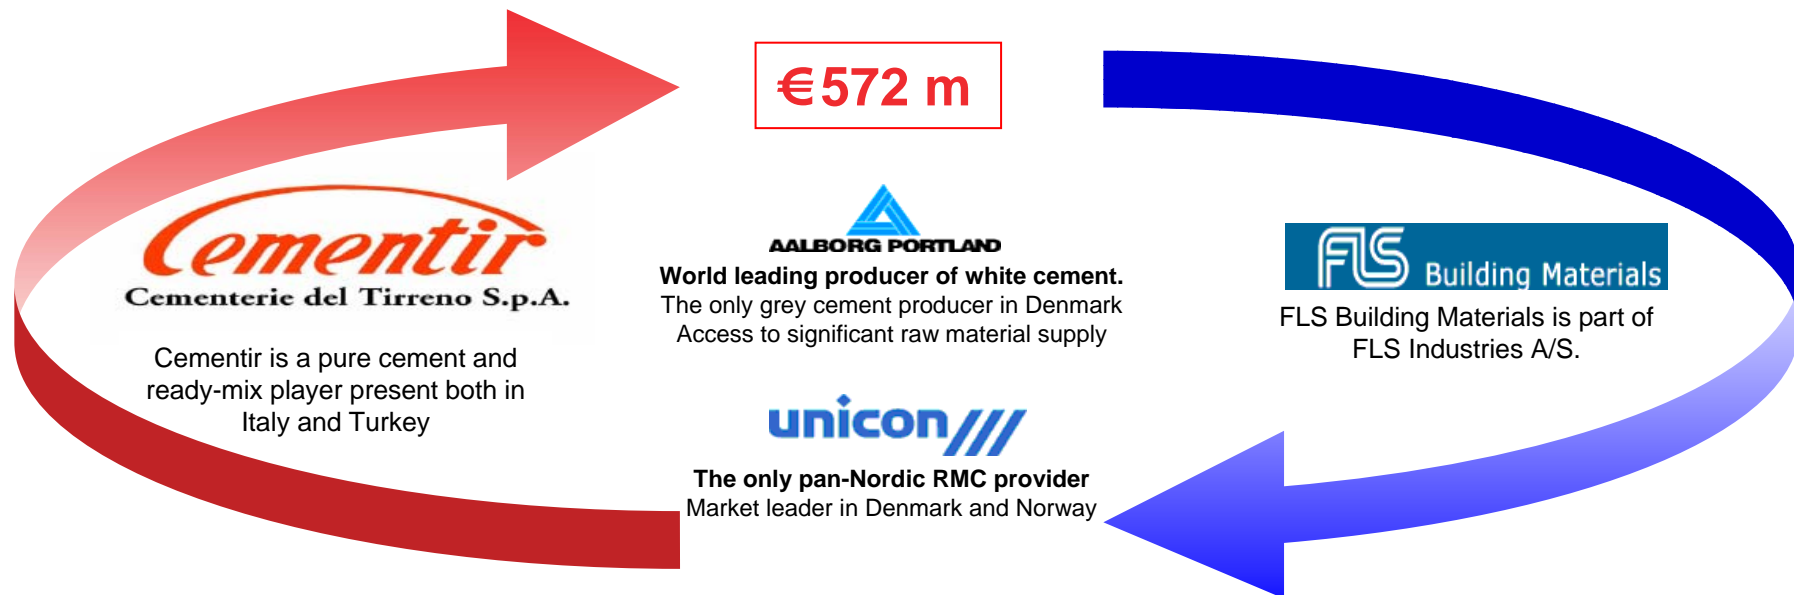 €572 m
Cementir
Cementerie del Tirreno S.p.A.
Cementir is a pure cement and
ready-mix player present both in
Italy and Turkey
AALBORG PORTLAND
World leading producer of white cement.
The only grey cement producer in Denmark
Access to significant raw material supply
unicon
The only pan-Nordic RMC provider
Market leader in Denmark and Norway
FLS Building Materials
FLS Building Materials is part of
FLS Industries A/S.